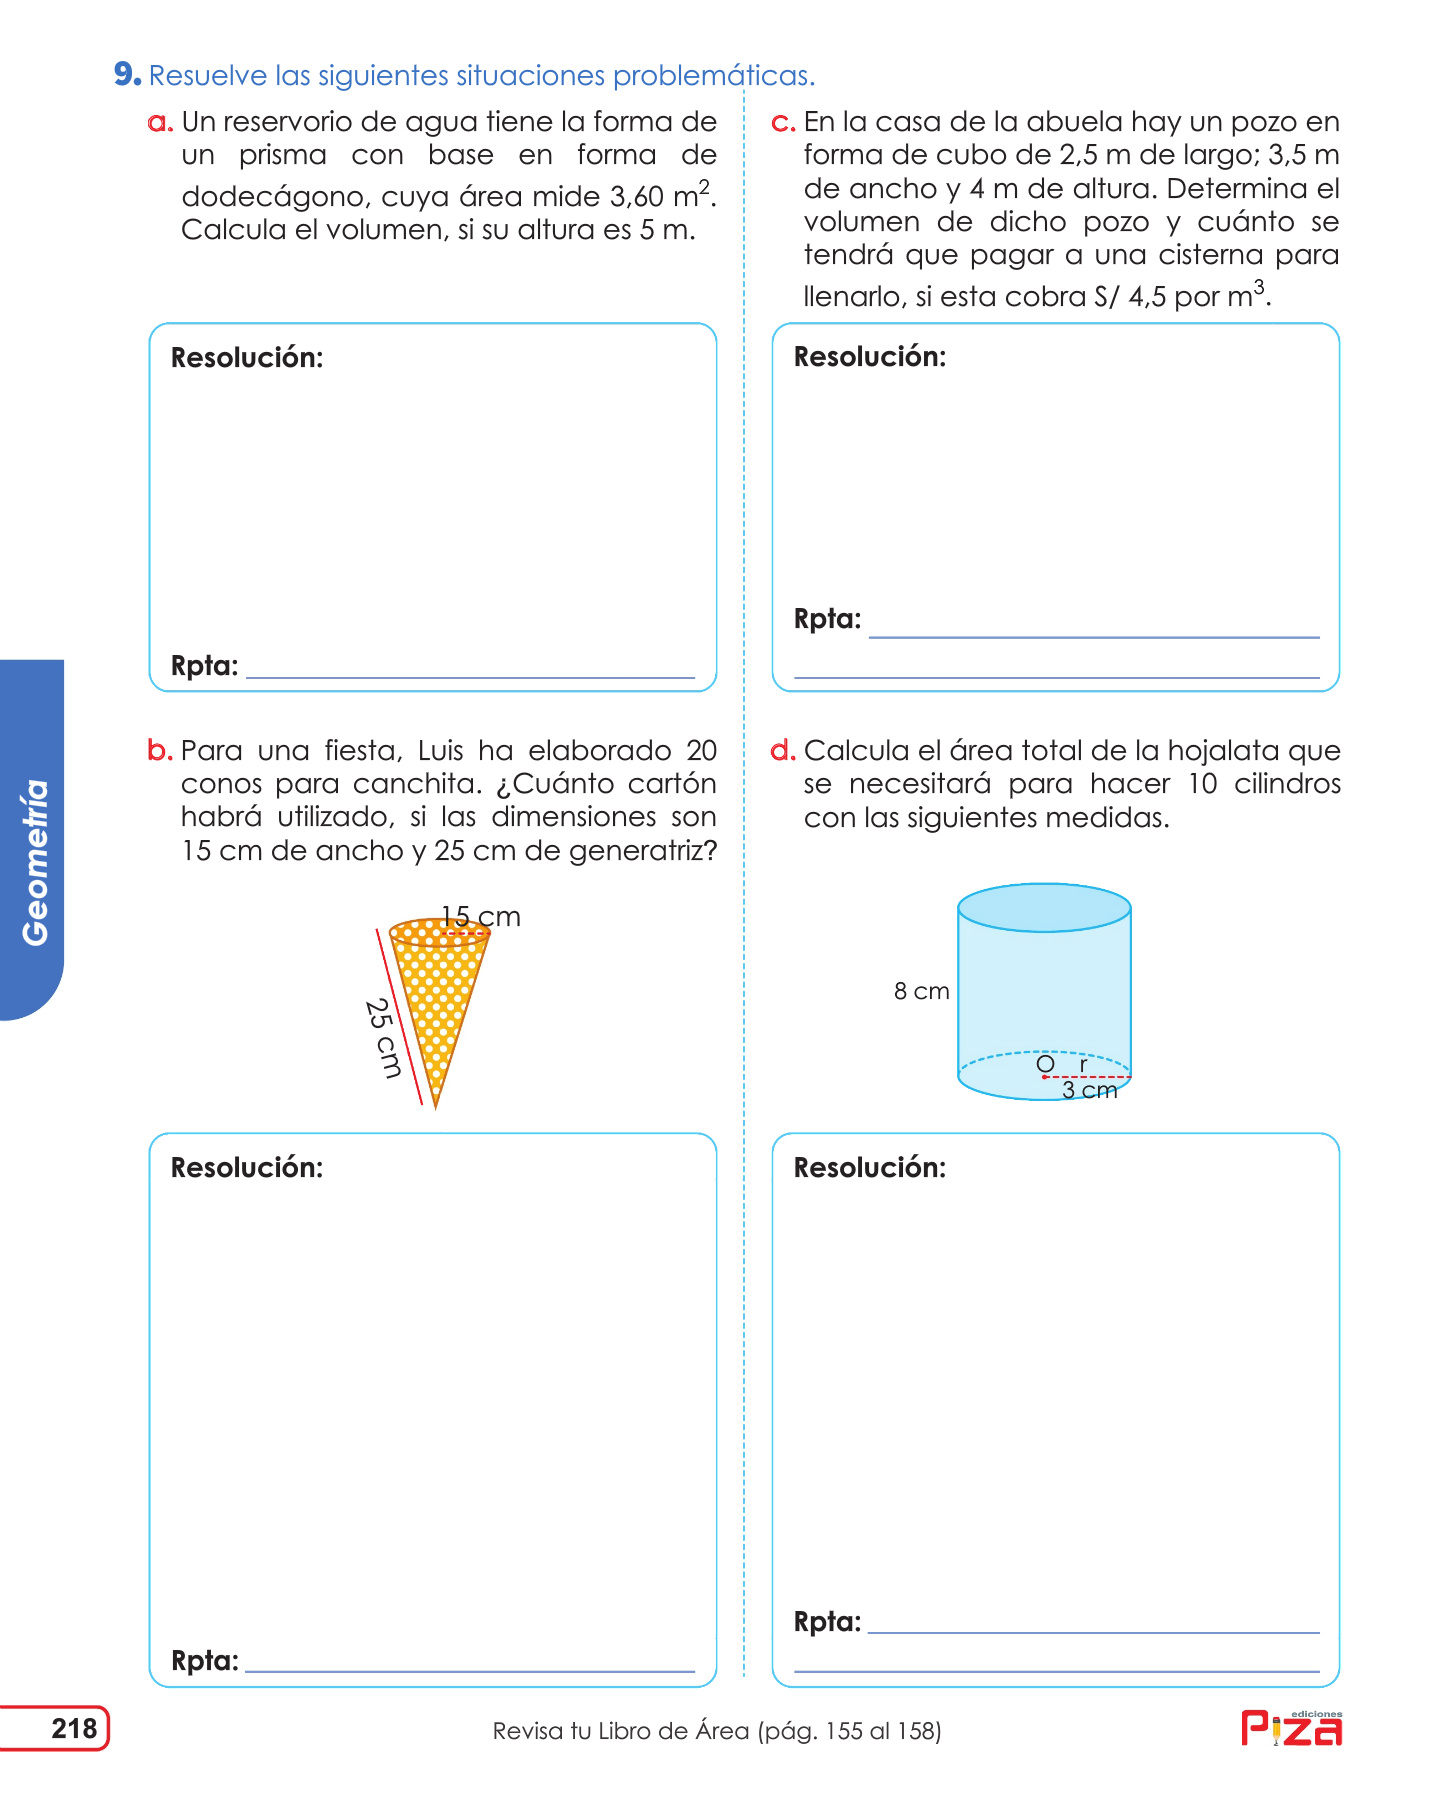 9. Resuelve las siguientes situaciones problemáticas.
a. Un reservorio de agua tiene la forma de
un prisma con base en forma de
dodecágono, cuya área mide 3,60 m².
Calcula el volumen, si su altura es 5 m.
Resolución:
Rpta:
b. Para una fiesta, Luis ha elaborado 20
conos para canchita. ¿Cuánto cartón
habrá utilizado, si las dimensiones son
15 cm de ancho y 25 cm de generatriz?
15 cm
25 cm
Resolución:
Rpta:
c. En la casa de la abuela hay un pozo en
forma de cubo de 2,5 m de largo; 3,5 m
de ancho y 4 m de altura. Determina el
volumen de dicho pozo y cuánto se
tendrá que pagar a una cisterna para
llenarlo, si esta cobra S/ 4,5 por m³.
Resolución:
Rpta:
d. Calcula el área total de la hojalata que
se necesitará para hacer 10 cilindros
con las siguientes medidas.
8 cm
O r
3 cm
Resolución:
Rpta:
Geometría
218
Revisa tu Libro de Área (pág. 155 al 158)
ediciones
Piza